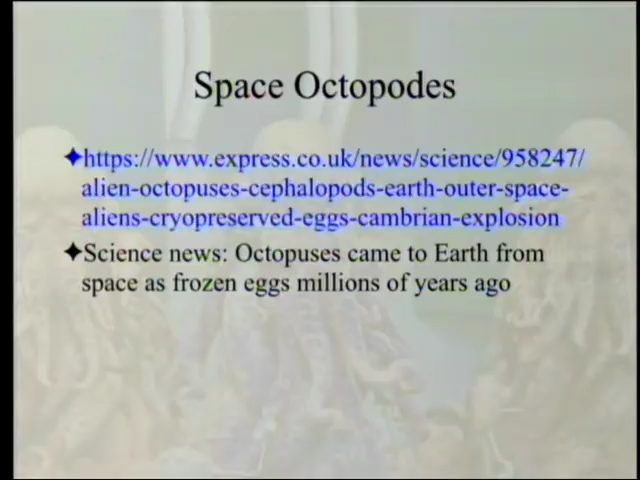 Space Octopodes
✦https://www.express.co.uk/news/science/958247/
alien-octopuses-cephalopods-earth-outer-space-
aliens-cryopreserved-eggs-cambrian-explosion
✦Science news: Octopuses came to Earth from
space as frozen eggs millions of years ago